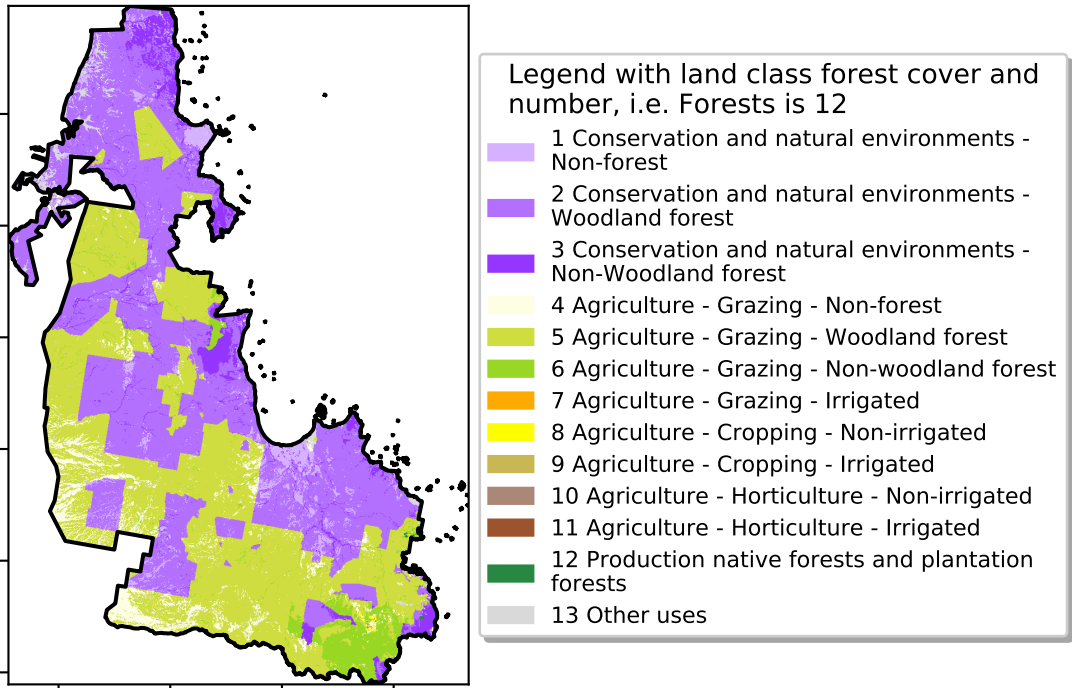 Legend with land class forest cover and
number, i.e. Forests is 12
1 Conservation and natural environments -
Non-forest
2 Conservation and natural environments -
Woodland forest
3 Conservation and natural environments -
Non-Woodland forest
4 Agriculture - Grazing - Non-forest
5 Agriculture - Grazing - Woodland forest
6 Agriculture - Grazing - Non-woodland forest
7 Agriculture - Grazing - Irrigated
8 Agriculture - Cropping - Non-irrigated
9 Agriculture - Cropping - Irrigated
10 Agriculture - Horticulture - Non-irrigated
11 Agriculture - Horticulture - Irrigated
12 Production native forests and plantation
forests
13 Other uses